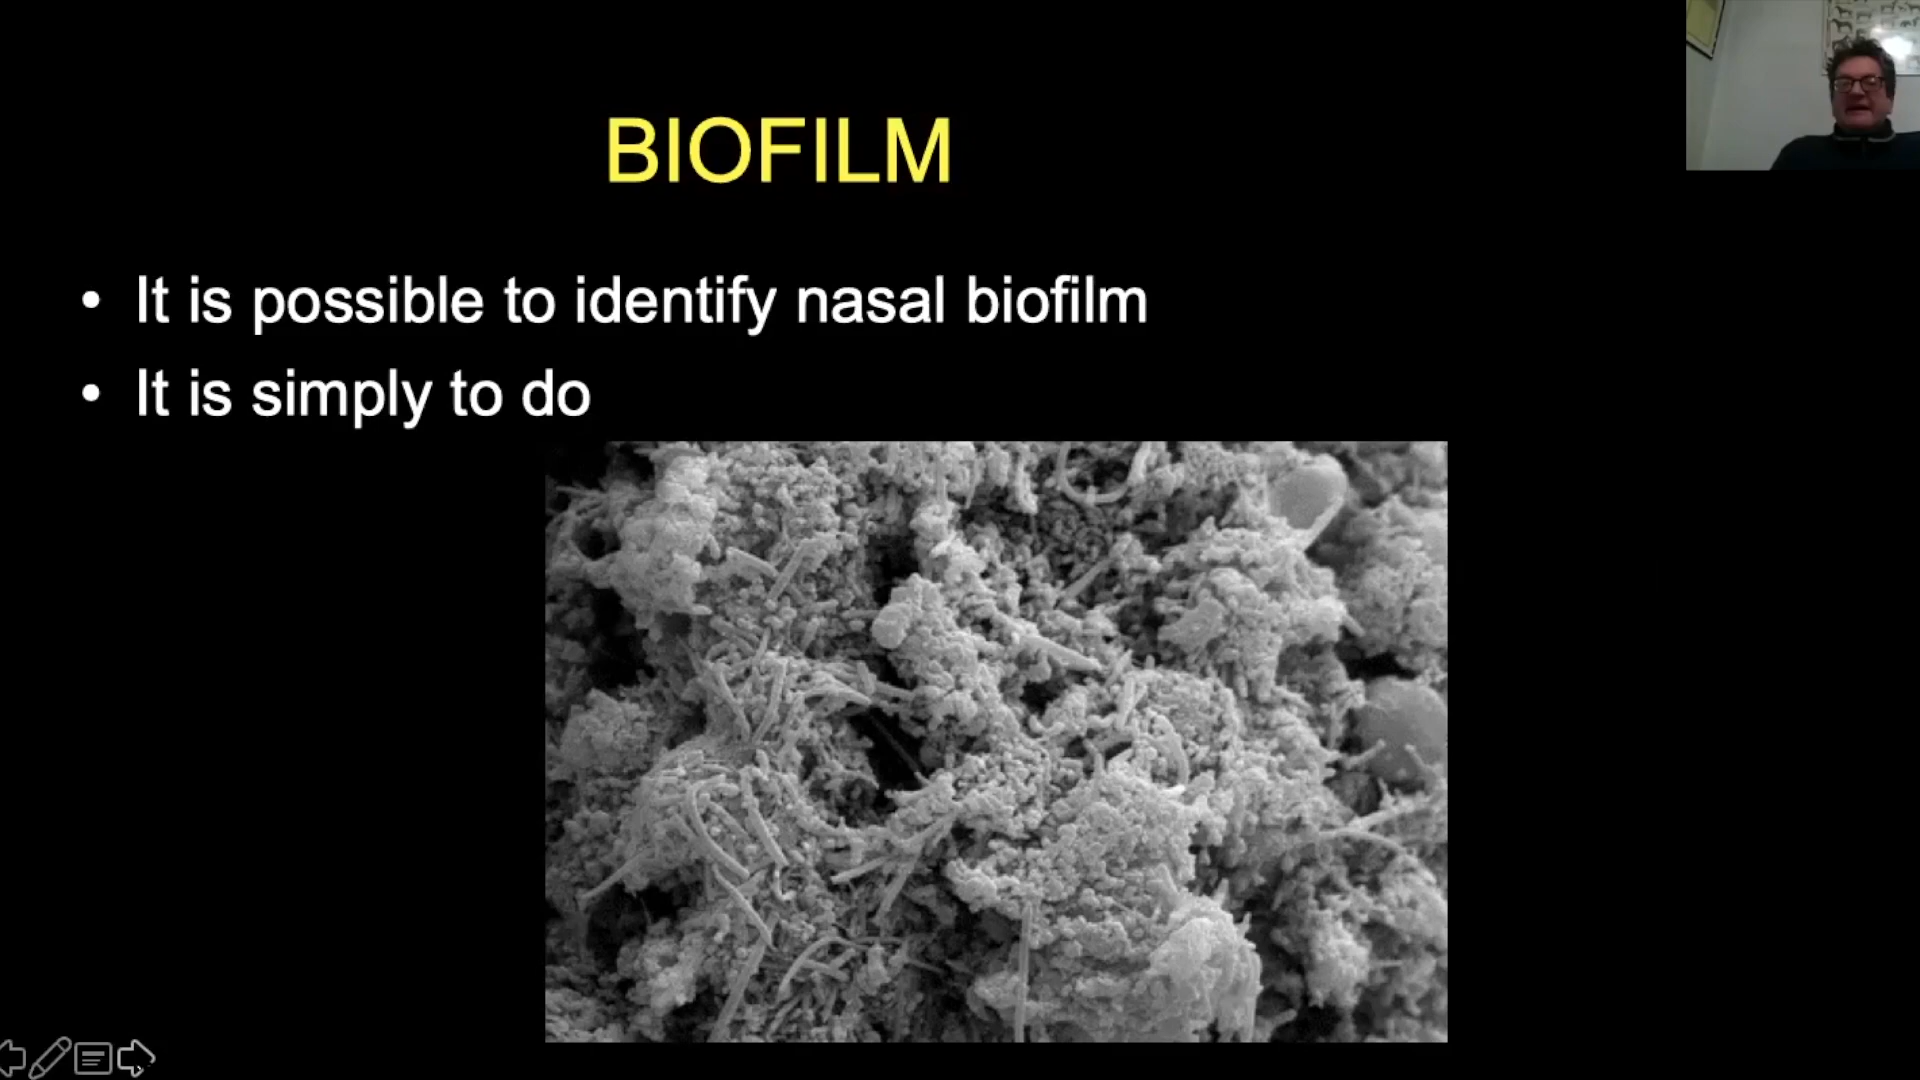 BIOFILM
• It is possible to identify nasal biofilm
• It is simply to do